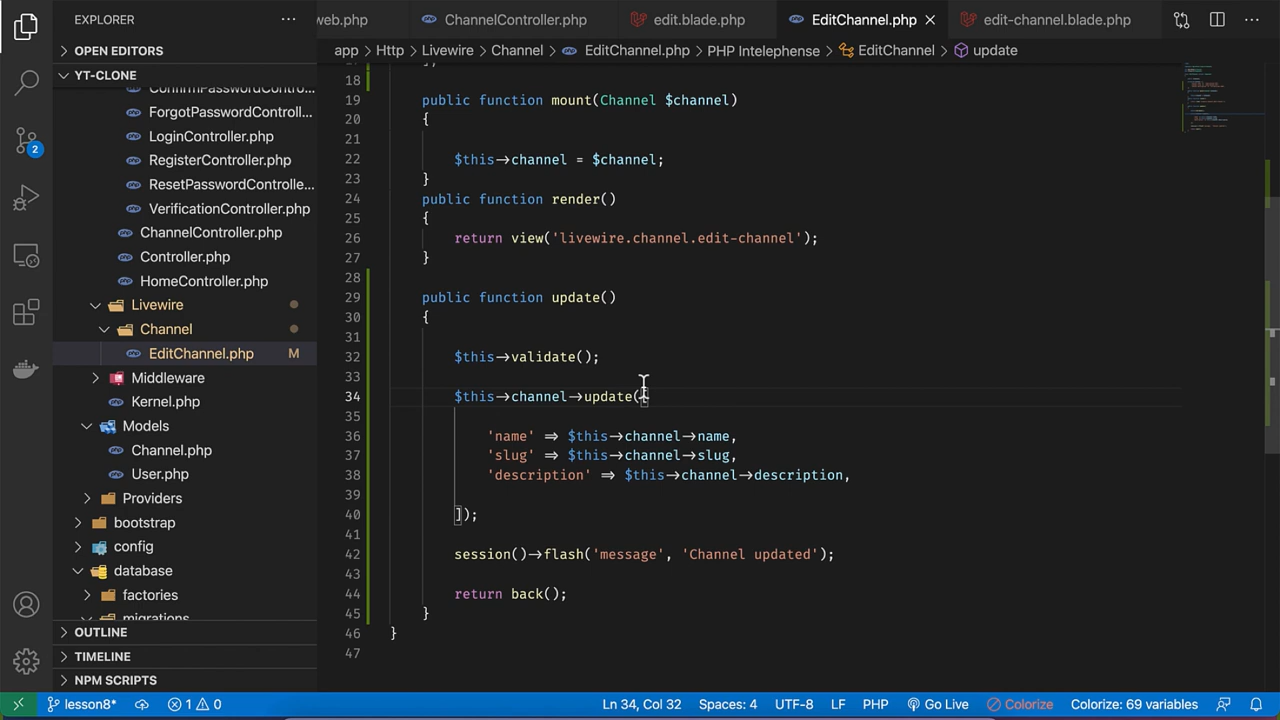 EXPLORER
web.php
ChannelController.php
edit.blade.php
EditChannel.php
edit-channel.blade.php
OPEN EDITORS
app > Http > Livewire > Channel > EditChannel.php > PHP Intelephense > EditChannel > update
YT-CLONE
ConfirmPasswordControll...
ForgotPasswordControll...
LoginController.php
RegisterController.php
ResetPasswordControlle...
VerificationController.php
ChannelController.php
Controller.php
HomeController.php
Livewire
Channel
EditChannel.php M
Middleware
Kernel.php
Models
Channel.php
User.php
Providers
bootstrap
config
database
factories
migrations
OUTLINE
TIMELINE
NPM SCRIPTS
2
17 ];
18
19 public function mount(Channel $channel)
20 {
21
22 $this->channel = $channel;
23 }
24 public function render()
25 {
26 return view('livewire.channel.edit-channel');
27 }
28
29 public function update()
30 {
31
32 $this->validate();
33
34 $this->channel->update([
35
36 'name' => $this->channel->name,
37 'slug' => $this->channel->slug,
38 'description' => $this->channel->description,
39
40 ]);
41
42 session()->flash('message', 'Channel updated');
43
44 return back();
45 }
46 }
47
lesson8* 1 0 Ln 34, Col 32 Spaces: 4 UTF-8 LF PHP Go Live Colorize Colorize: 69 variables